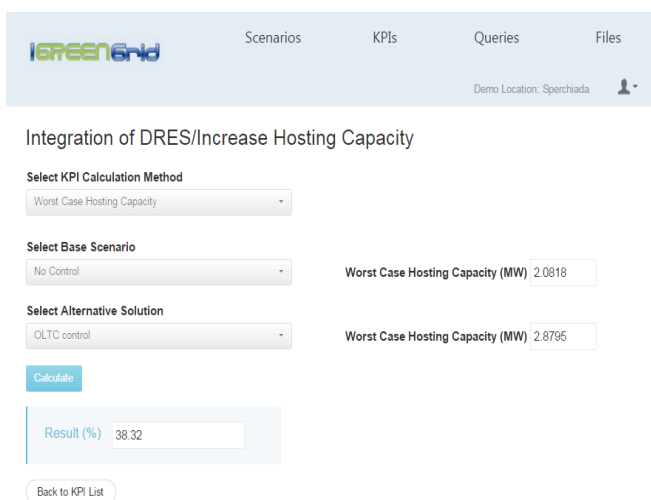 IGREENGrid
Scenarios KPIs Queries Files
Demo Location: Sperchiada
Integration of DRES/Increase Hosting Capacity
Select KPI Calculation Method
Worst Case Hosting Capacity
Select Base Scenario
No Control
Worst Case Hosting Capacity (MW) 2.0818
Select Alternative Solution
OLTC control
Worst Case Hosting Capacity (MW) 2.8795
Calculate
Result (%) 38.32
Back to KPI List